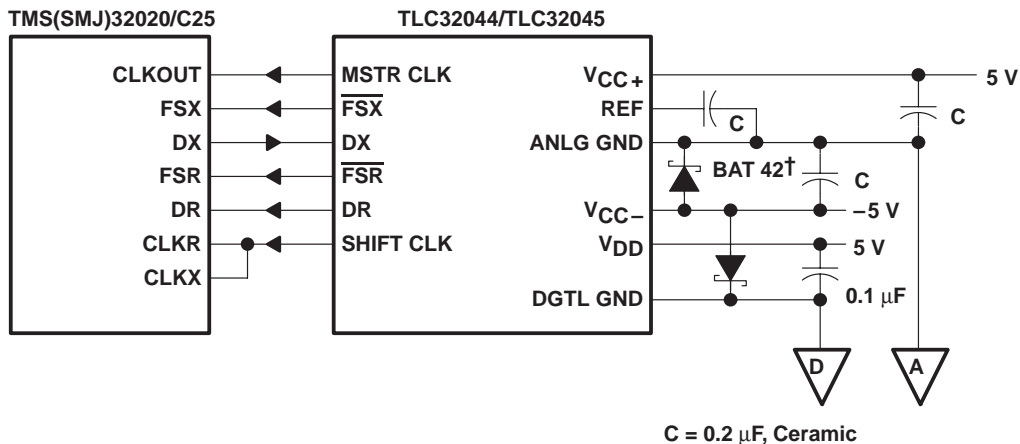 TMS(SMJ)32020/C25
TLC32044/TLC32045
CLKOUT
FSX
DX
FSR
DR
CLKR
CLKX
MSTR CLK
FSX
DX
FSR
DR
SHIFT CLK
VCC+
REF
ANLG GND
VCC−
VDD
DGTL GND
5 V
C
C
BAT 42†
C
−5 V
5 V
0.1 μF
D
A
C = 0.2 μF, Ceramic